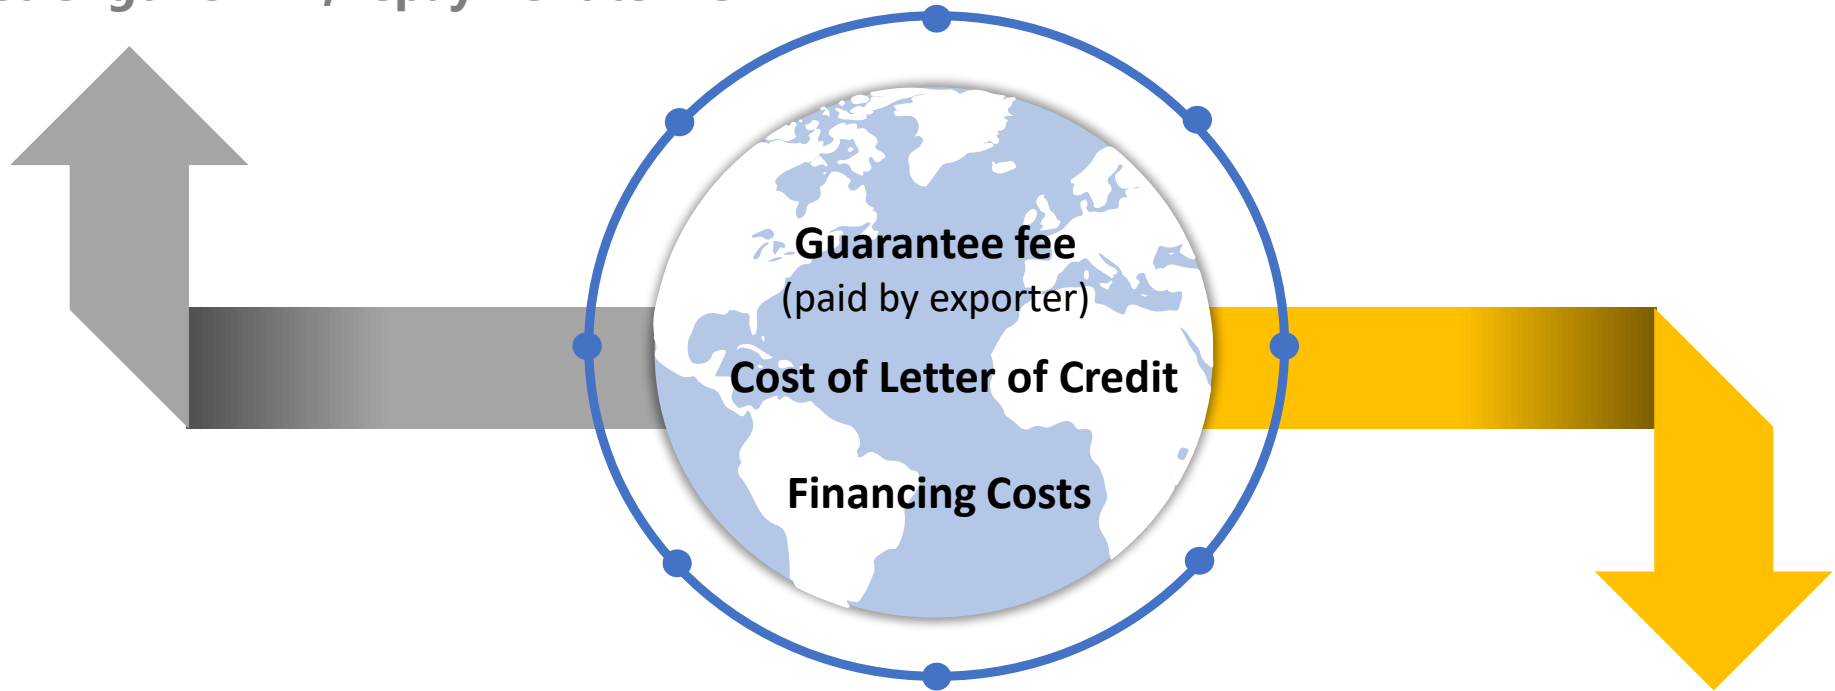 Guarantee fee
(paid by exporter)
Cost of Letter of Credit
Financing Costs